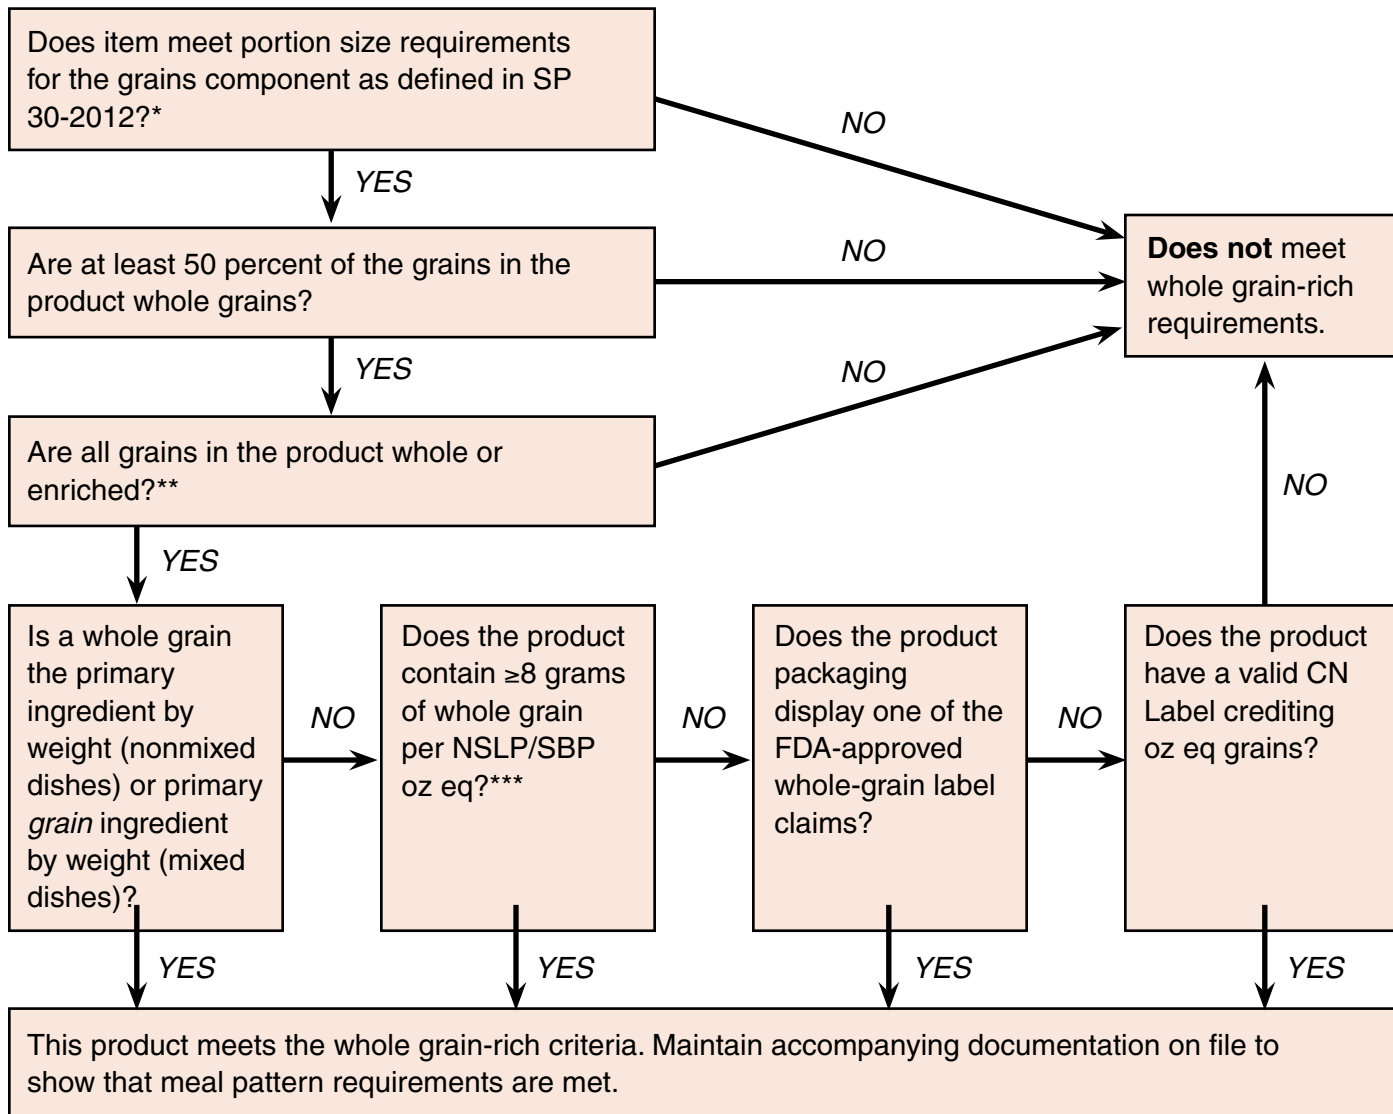 Does item meet portion size requirements
for the grains component as defined in SP
30-2012?*
NO
YES
Are at least 50 percent of the grains in the
product whole grains?
NO
Does not meet
whole grain-rich
requirements.
YES
NO
Are all grains in the product whole or
enriched?**
NO
YES
Is a whole grain
the primary
ingredient by
weight (nonmixed
dishes) or primary
grain ingredient
by weight (mixed
dishes)?
NO
Does the product
contain ≥8 grams
of whole grain
per NSLP/SBP
oz eq?***
NO
Does the product
packaging
display one of the
FDA-approved
whole-grain label
claims?
NO
Does the product
have a valid CN
Label crediting
oz eq grains?
YES
YES
YES
YES
This product meets the whole grain-rich criteria. Maintain accompanying documentation on file to
show that meal pattern requirements are met.